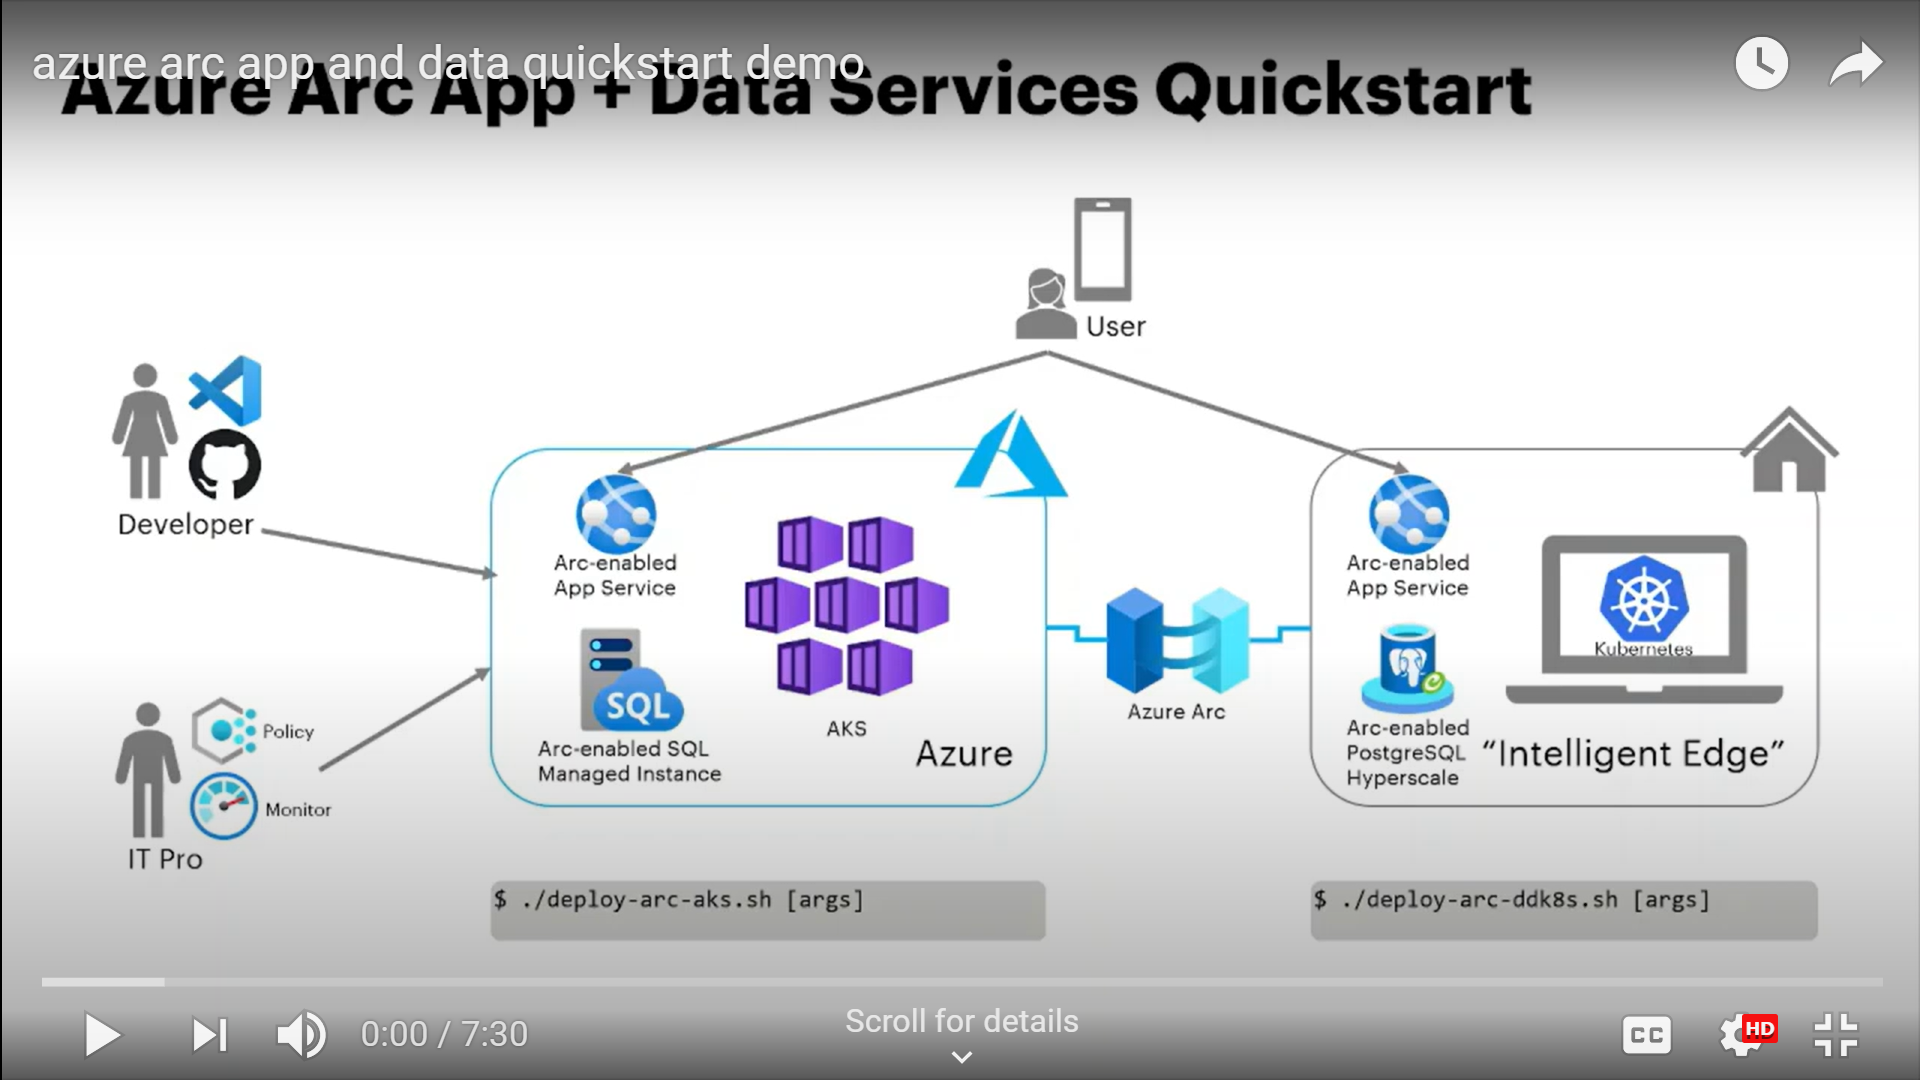 azure arc app and data quickstart demo
Azure Arc App + Data Services Quickstart
User
Developer
Policy
Monitor
IT Pro
Arc-enabled
App Service
SQL
Arc-enabled SQL
Managed Instance
AKS
Azure
Azure Arc
Arc-enabled
App Service
Kubernetes
Arc-enabled
PostgreSQL
Hyperscale
“Intelligent Edge”
$ ./deploy-arc-aks.sh [args]
$ ./deploy-arc-ddk8s.sh [args]
0:00 / 7:30
Scroll for details
CC
HD